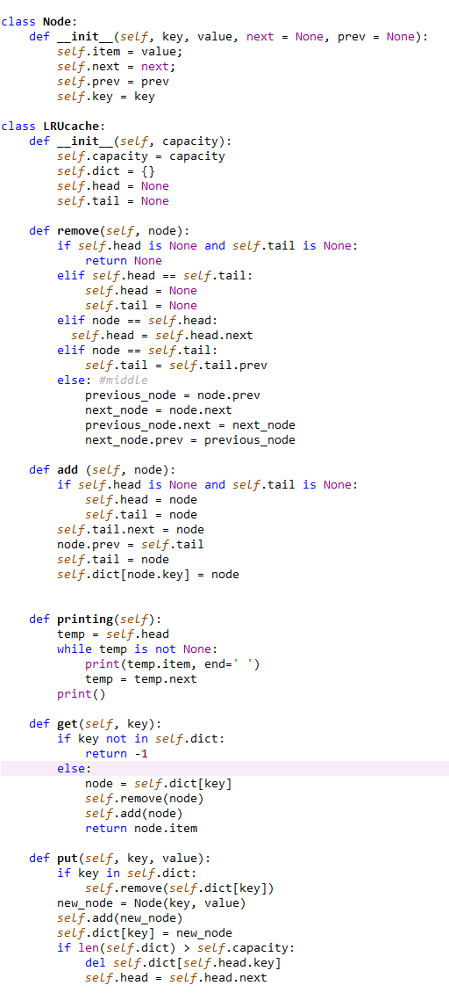 class Node:
    def __init__(self, key, value, next = None, prev = None):
        self.item = value;
        self.next = next;
        self.prev = prev
        self.key = key

class LRUcache:
    def __init__(self, capacity):
        self.capacity = capacity
        self.dict = {}
        self.head = None
        self.tail = None

    def remove(self, node):
        if self.head is None and self.tail is None:
            return None
        elif self.head == self.tail:
            self.head = None
            self.tail = None
        elif node == self.head:
          self.head = self.head.next
        elif node == self.tail:
            self.tail = self.tail.prev
        else: #middle
            previous_node = node.prev
            next_node = node.next
            previous_node.next = next_node
            next_node.prev = previous_node

    def add (self, node):
        if self.head is None and self.tail is None:
            self.head = node
            self.tail = node
        self.tail.next = node
        node.prev = self.tail
        self.tail = node
        self.dict[node.key] = node


    def printing(self):
        temp = self.head
        while temp is not None:
            print(temp.item, end=' ')
            temp = temp.next
        print()

    def get(self, key):
        if key not in self.dict:
            return -1
        else:
            node = self.dict[key]
            self.remove(node)
            self.add(node)
            return node.item

    def put(self, key, value):
        if key in self.dict:
            self.remove(self.dict[key])
        new_node = Node(key, value)
        self.add(new_node)
        self.dict[key] = new_node
        if len(self.dict) > self.capacity:
            del self.dict[self.head.key]
            self.head = self.head.next